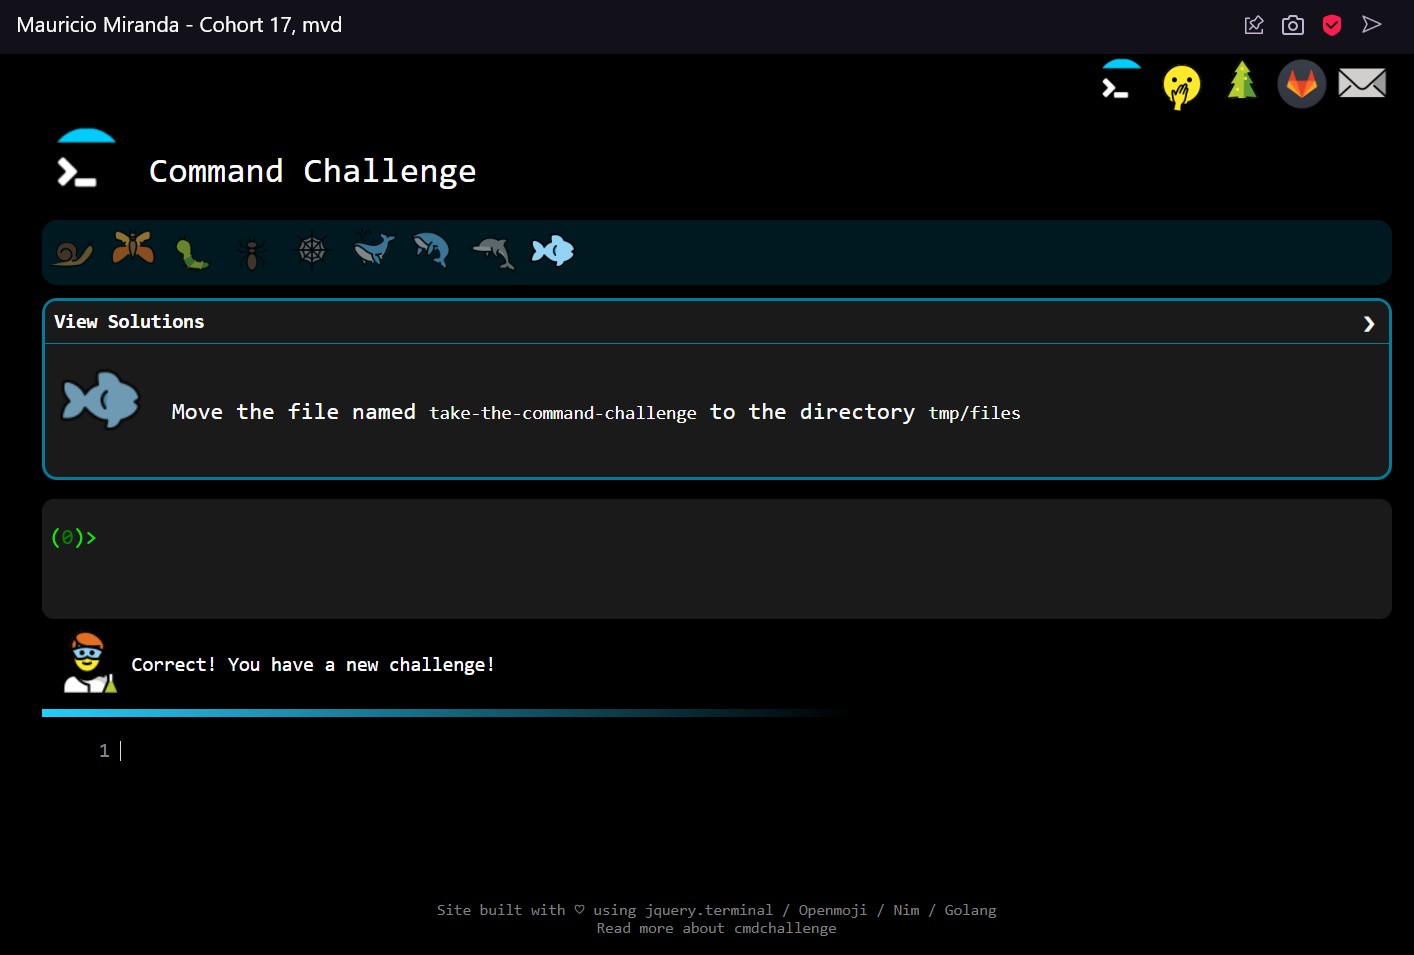 Mauricio Miranda - Cohort 17, mvd
Command Challenge
View Solutions
Move the file named take-the-command-challenge to the directory tmp/files
(0)>
Correct! You have a new challenge!
1
Site built with ♡ using jquery.terminal / Openmoji / Nim / Golang
Read more about cmdchallenge